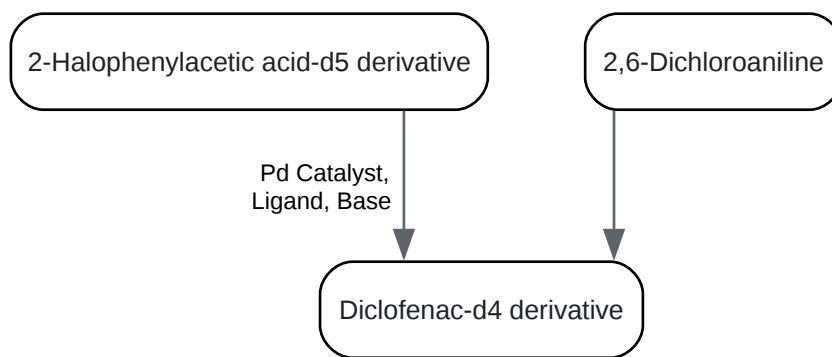 2-Halophenylacetic acid-d5 derivative
2,6-Dichloroaniline
Pd Catalyst,
Ligand, Base
Diclofenac-d4 derivative